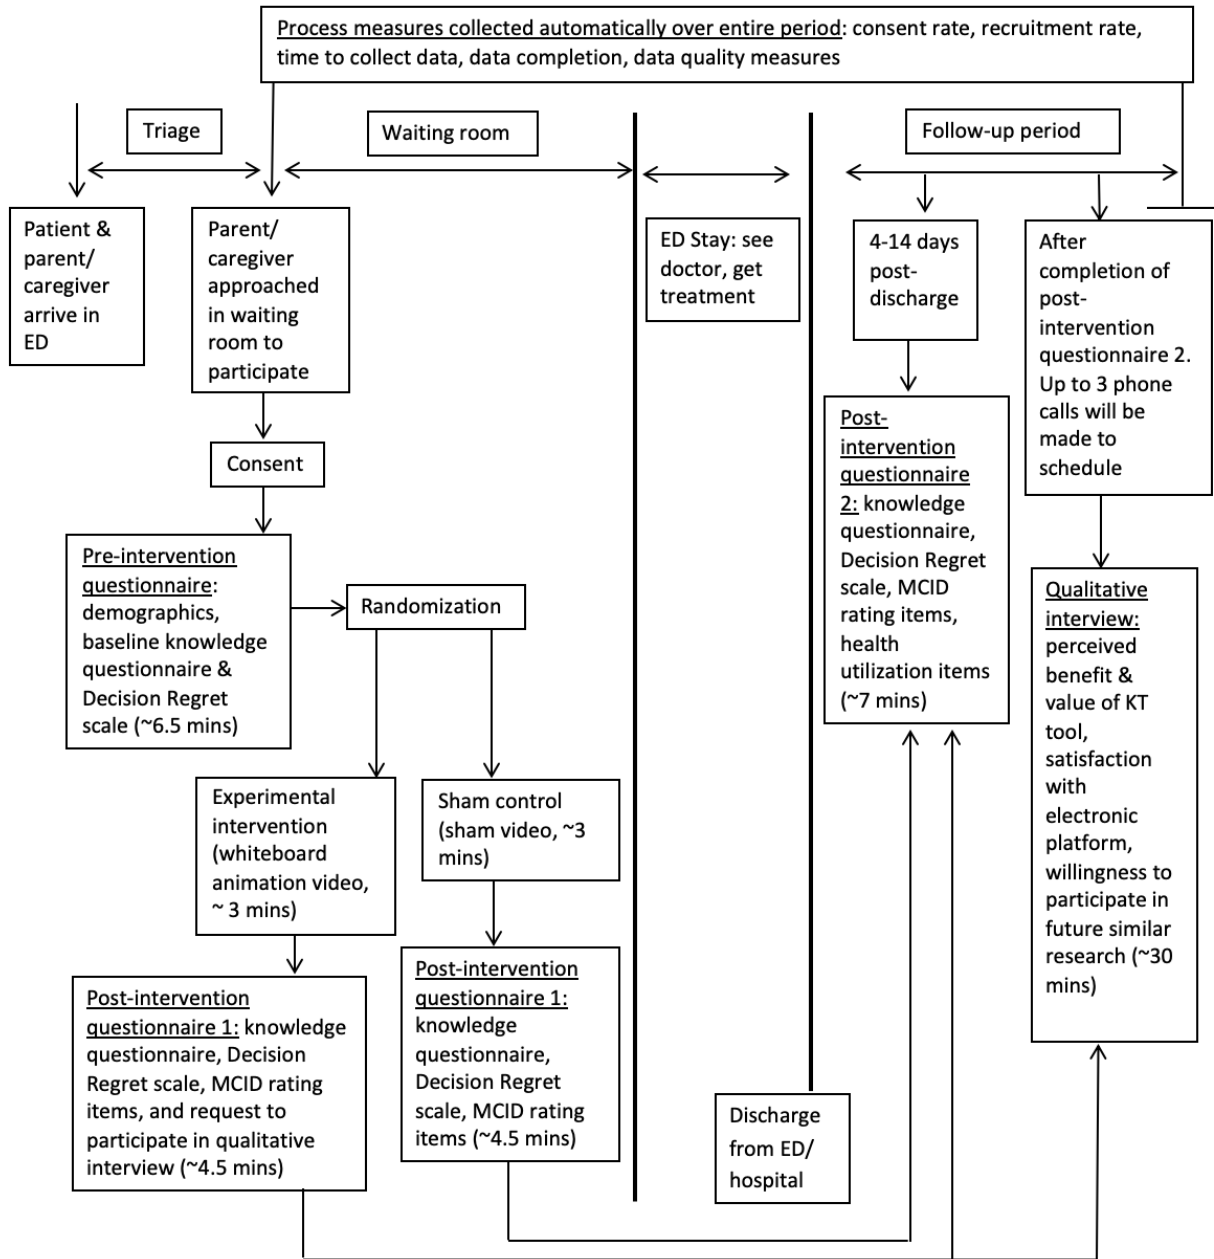 Process measures collected automatically over entire period: consent rate, recruitment rate,
time to collect data, data completion, data quality measures
Triage
Waiting room
Follow-up period
Patient &
parent/
caregiver
arrive in
ED
Parent/
caregiver
approached
in waiting
room to
participate
ED Stay: see
doctor, get
treatment
4-14 days
post-
discharge
After
completion of
post-
intervention
questionnaire 2.
Up to 3 phone
calls will be
made to
schedule
Consent
Pre-intervention
questionnaire:
demographics,
baseline knowledge
questionnaire &
Decision Regret
scale (~6.5 mins)
Randomization
Experimental
intervention
(whiteboard
animation video,
~ 3 mins)
Sham control
(sham video, ~3
mins)
Post-intervention
questionnaire 1: knowledge
questionnaire, Decision
Regret scale, MCID rating
items, and request to
participate in qualitative
interview (~4.5 mins)
Post-intervention
questionnaire 1:
knowledge
questionnaire,
Decision Regret
scale, MCID rating
items (~4.5 mins)
Discharge
from ED/
hospital
Post-
intervention
questionnaire
2: knowledge
questionnaire,
Decision Regret
scale, MCID
rating items,
health
utilization items
(~7 mins)
Qualitative
interview:
perceived
benefit &
value of KT
tool,
satisfaction
with
electronic
platform,
willingness to
participate in
future similar
research (~30
mins)